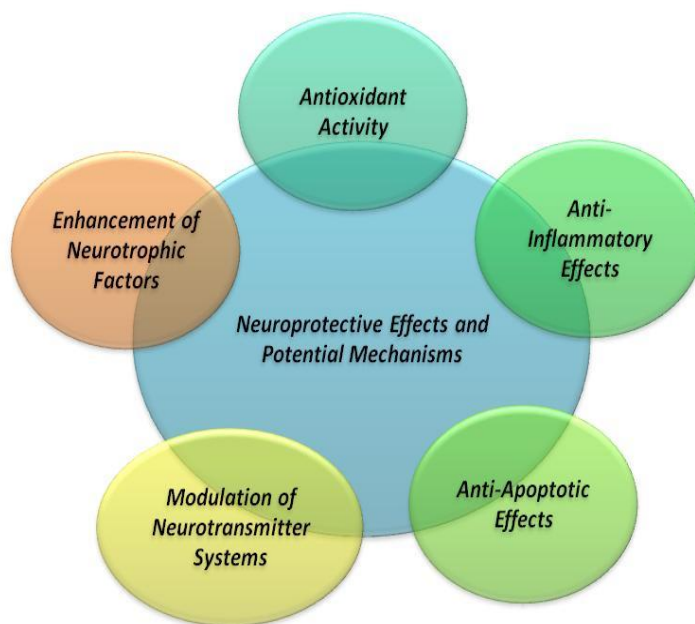 Antioxidant
Activity
Anti-
Inflammatory
Effects
Enhancement of
Neurotrophic
Factors
Neuroprotective Effects and
Potential Mechanisms
Modulation of
Neurotransmitter
Systems
Anti-Apoptotic
Effects